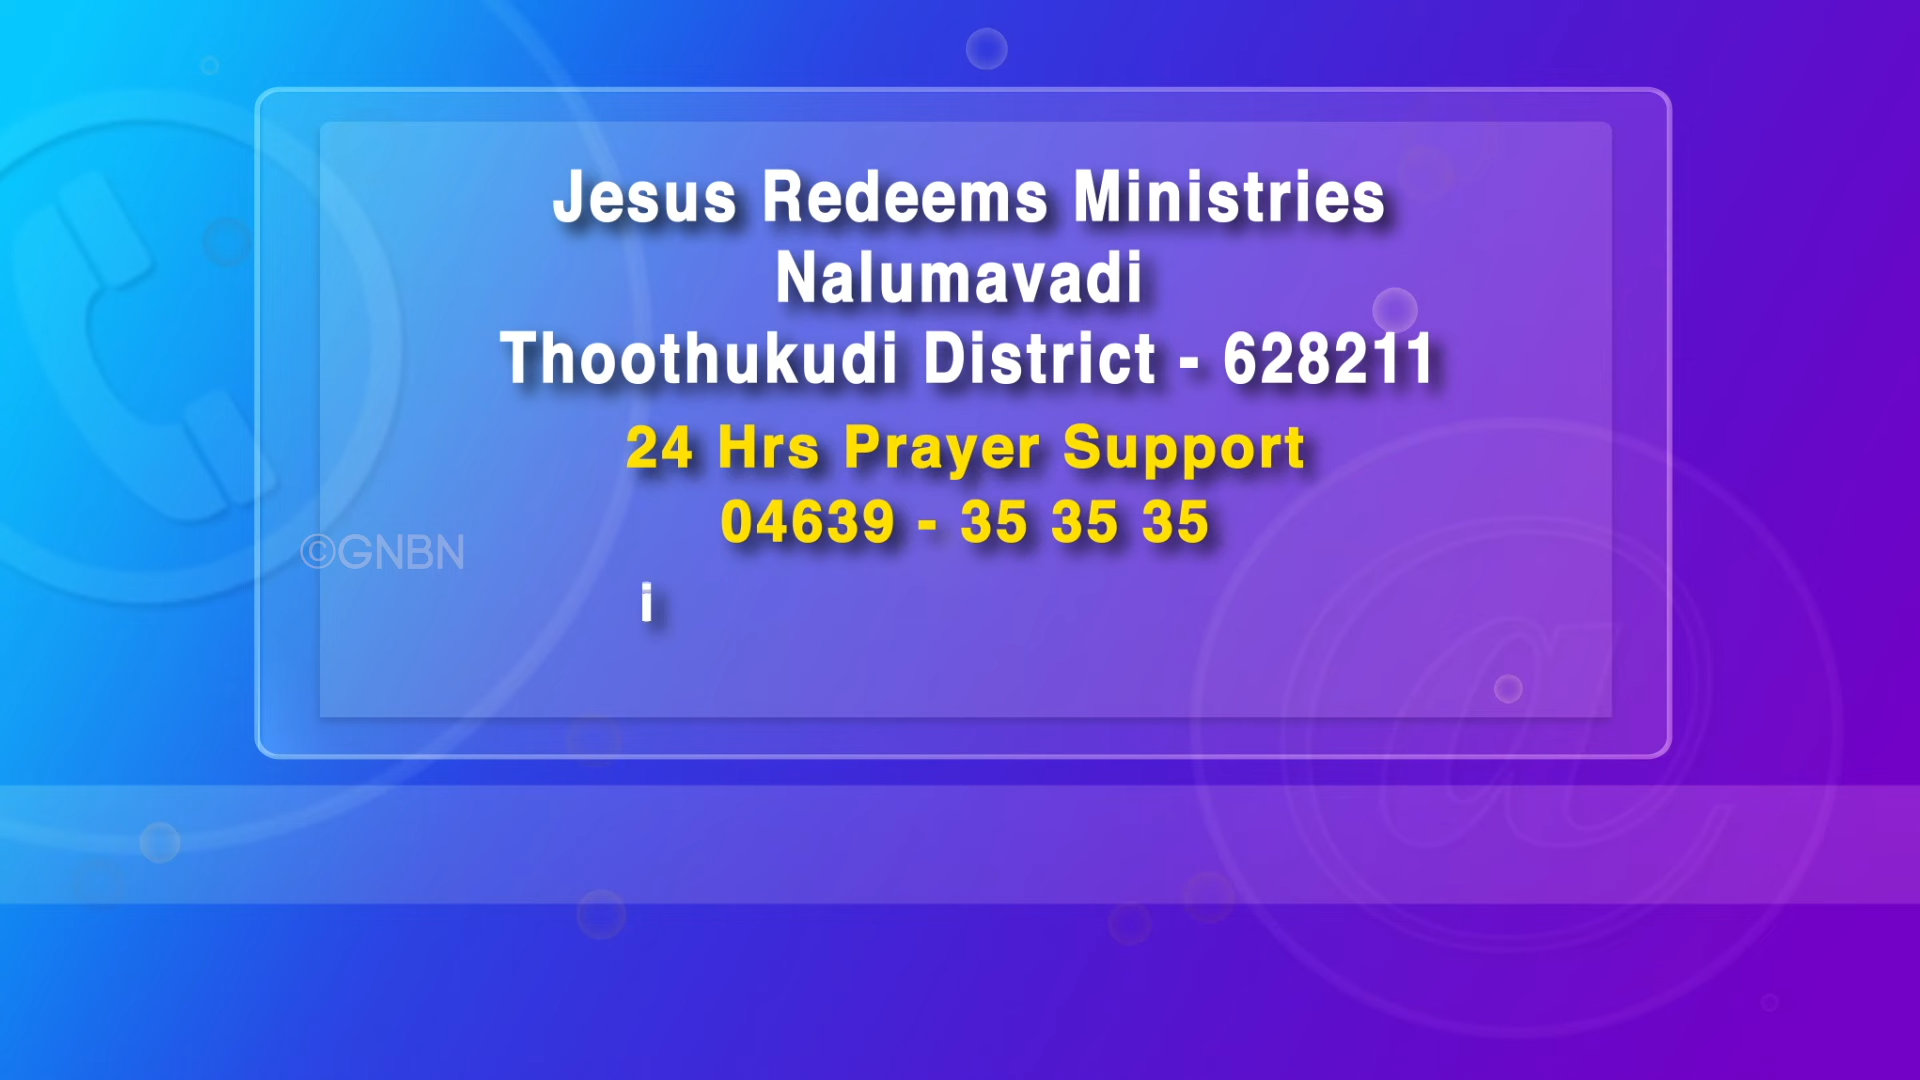 Jesus Redeems Ministries
Nalumavadi
Thoothukudi District - 628211
24 Hrs Prayer Support
04639 - 35 35 35
©GNBN
i